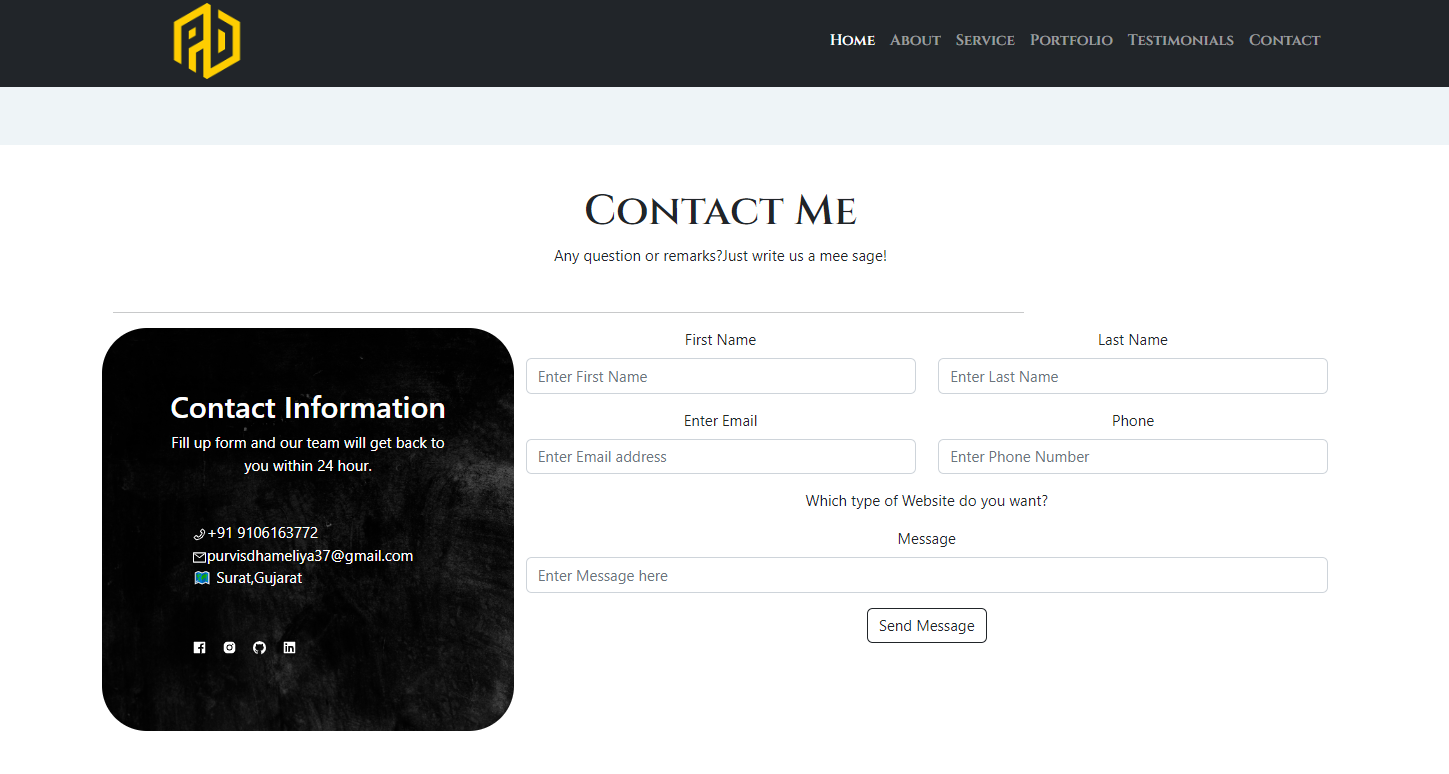 Home About Service Portfolio Testimonials Contact
Contact Me
Any question or remarks?Just write us a mee sage!
Contact Information
Fill up form and our team will get back to
you within 24 hour.
+91 9106163772
purvisdhameliya37@gmail.com
Surat,Gujarat
First Name Last Name
Enter First Name Enter Last Name
Enter Email Phone
Enter Email address Enter Phone Number
Which type of Website do you want?
Message
Enter Message here
Send Message